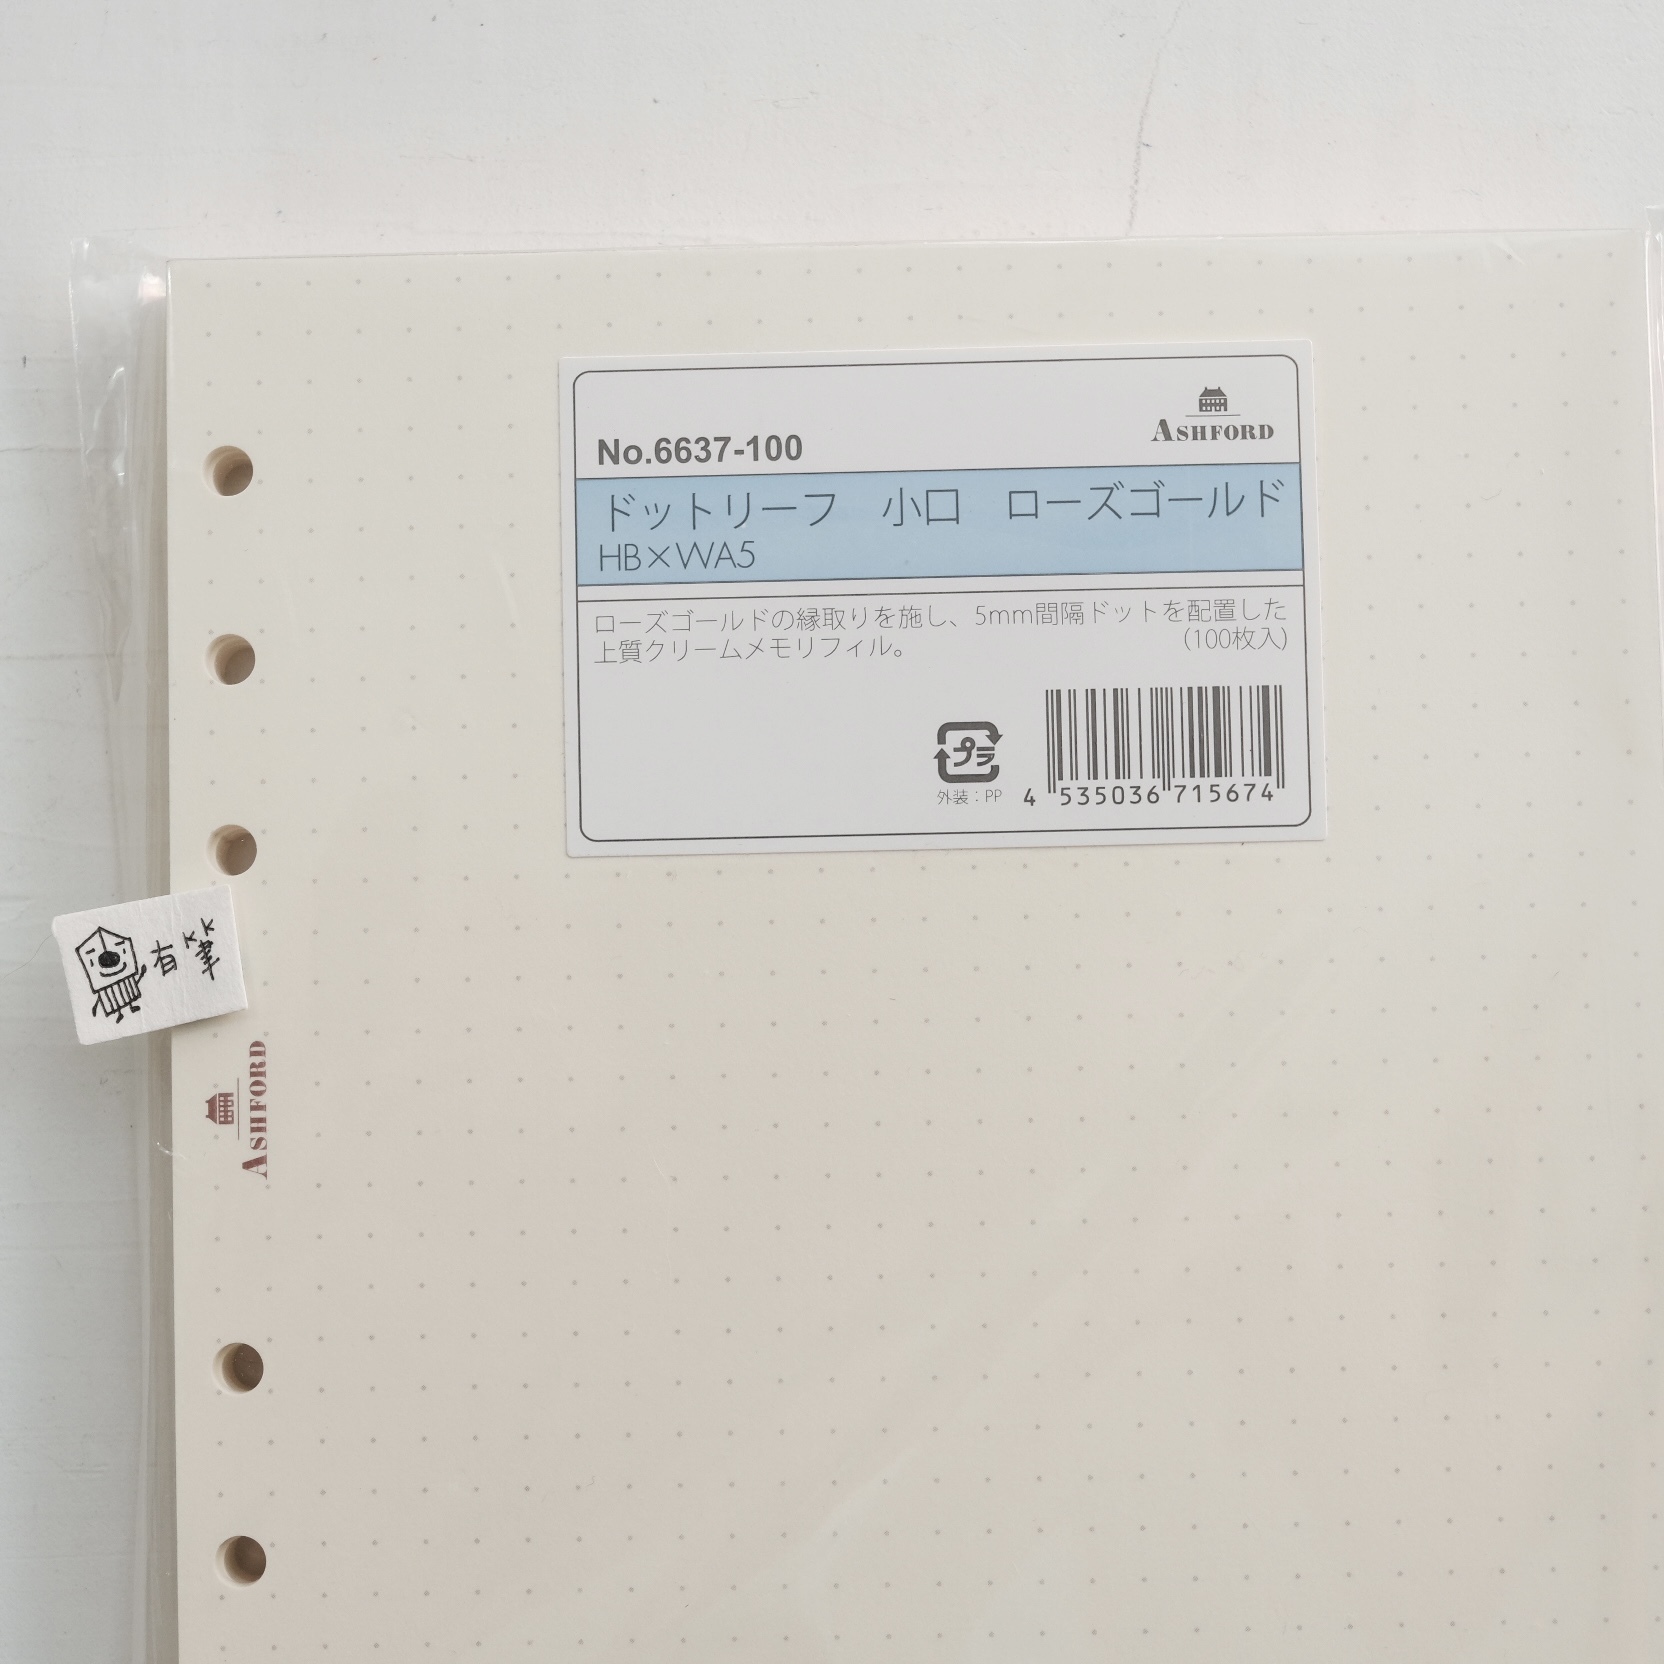 ASHFORD
No.6637-100
ドットリーフ　小口　ローズゴールド
HB×WA5
ローズゴールドの縁取りを施し、5mm間隔ドットを配置した
上質クリームメモリフィル。
(100枚入)
プラ
外装：PP
4 535036 715674
有筆
ASHFORD